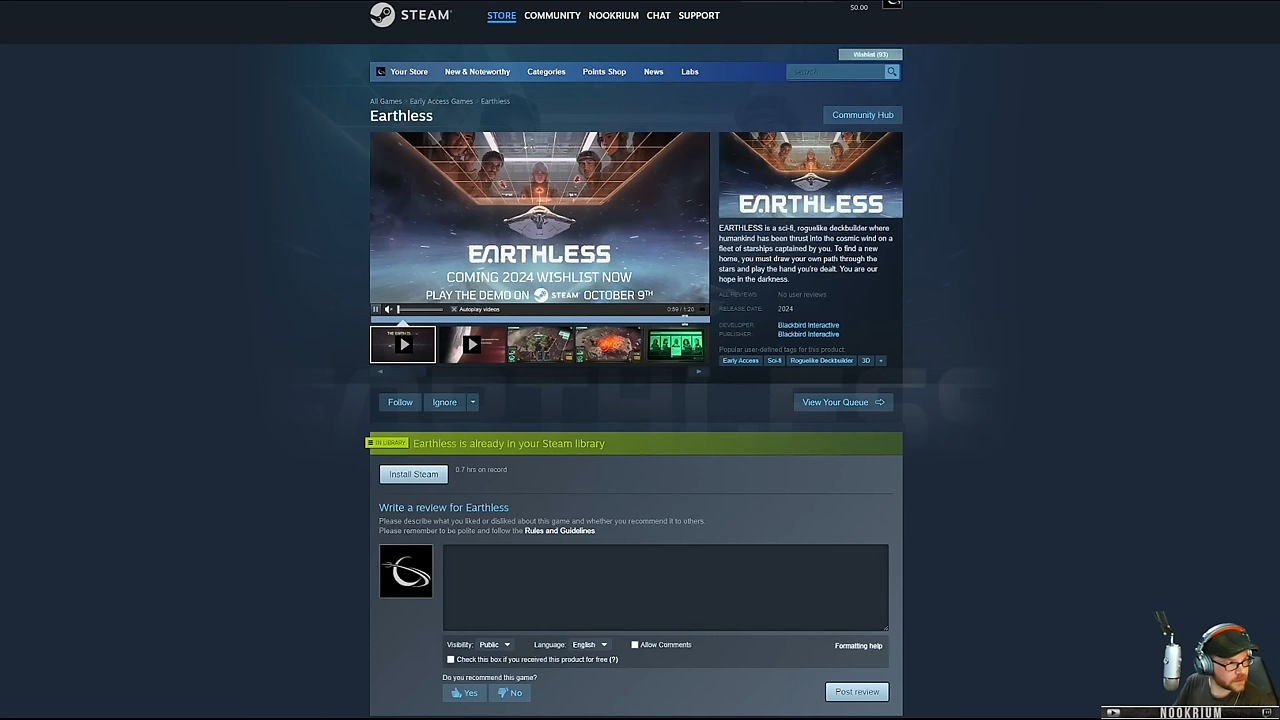 STEAM
STORE COMMUNITY NOOKRIUM CHAT SUPPORT
$0.00
Wishlist (93)
Your Store New & Noteworthy Categories Points Shop News Labs
search
All Games > Early Access Games > Earthless
Earthless
Community Hub
EARTHLESS
COMING 2024 WISHLIST NOW
PLAY THE DEMO ON STEAM OCTOBER 9TH
Autoplay videos
0:59 / 1:20
EARTHLESS
EARTHLESS is a sci-fi, roguelike deckbuilder where
humankind has been thrust into the cosmic wind on a
fleet of starships captained by you. To find a new
home, you must draw your own path through the
stars and play the hand you're dealt. You are our
hope in the darkness.
ALL REVIEWS: No user reviews
RELEASE DATE: 2024
DEVELOPER: Blackbird Interactive
PUBLISHER: Blackbird Interactive
Popular user-defined tags for this product:
Early Access Sci-fi Roguelike Deckbuilder 3D +
Follow Ignore
View Your Queue
IN LIBRARY
Earthless is already in your Steam library
Install Steam
0.7 hrs on record
Write a review for Earthless
Please describe what you liked or disliked about this game and whether you recommend it to others.
Please remember to be polite and follow the Rules and Guidelines.
Visibility: Public Language: English Allow Comments
Formatting help
Check this box if you received this product for free (?)
Do you recommend this game?
Yes No
Post review
NOOKRIUM